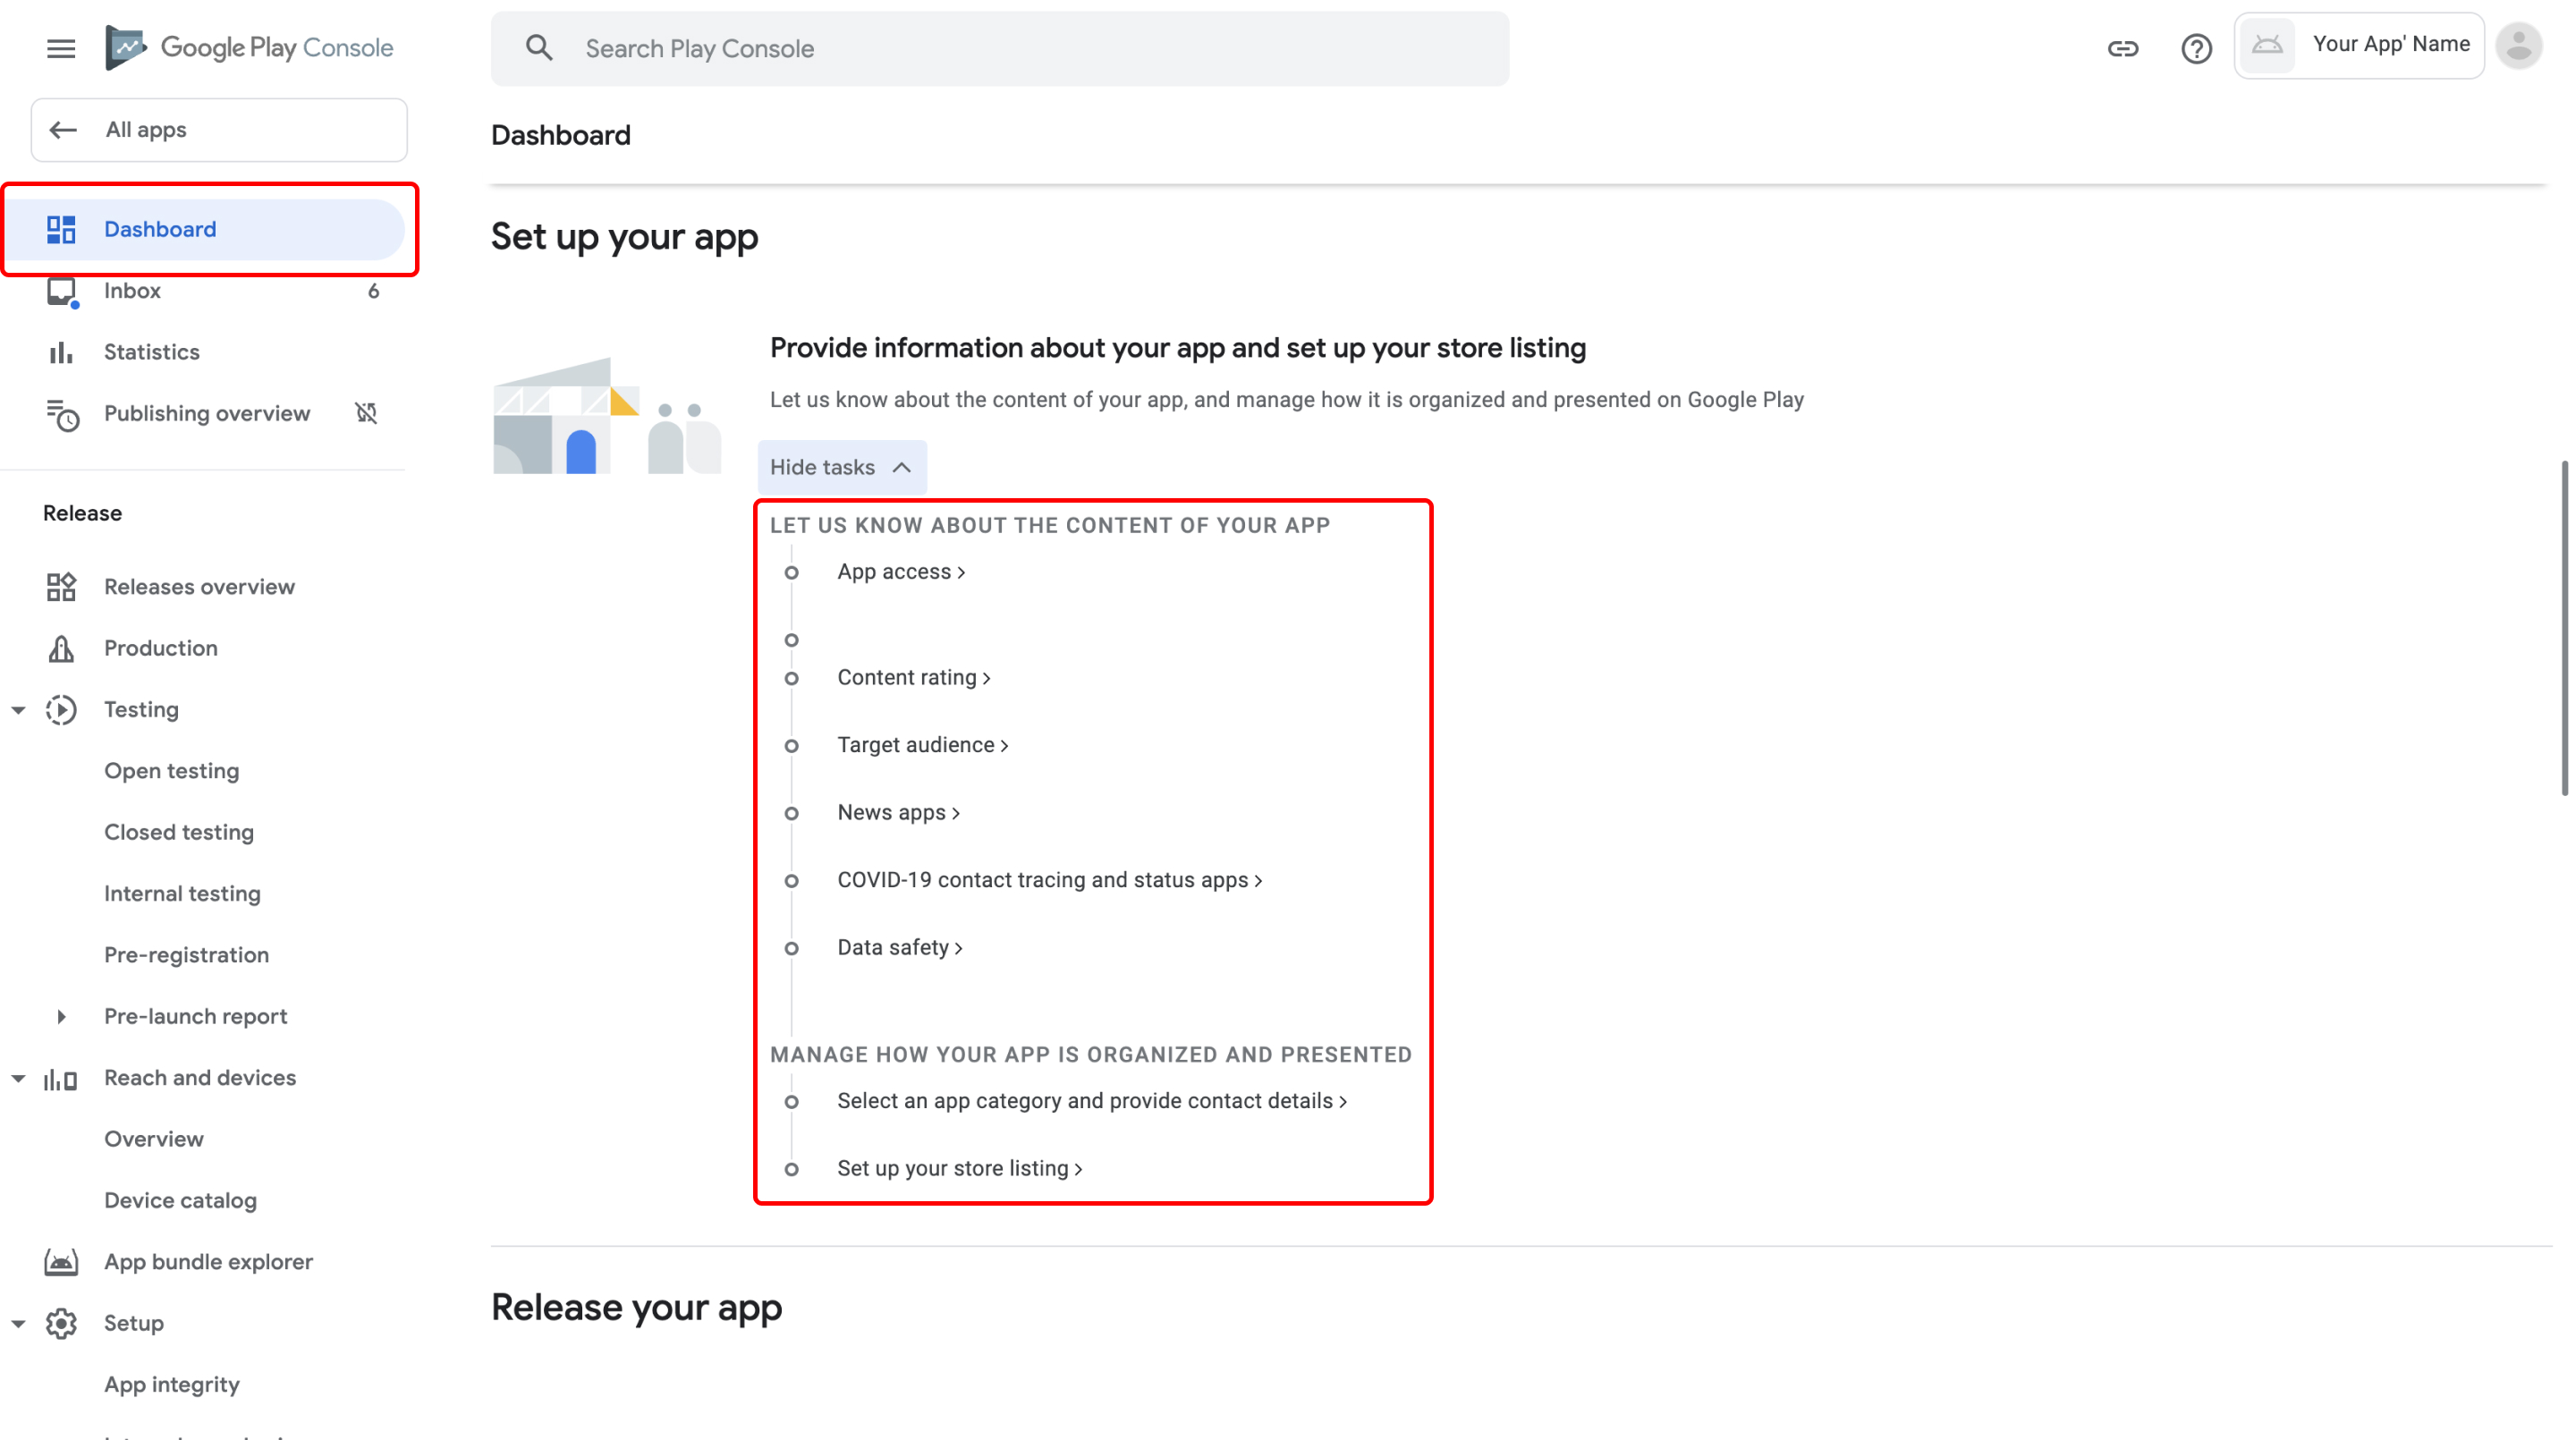 Google Play Console
Search Play Console
Your App' Name
All apps
Dashboard
Dashboard
Inbox 6
Statistics
Publishing overview
Release
Releases overview
Production
Testing
Open testing
Closed testing
Internal testing
Pre-registration
Pre-launch report
Reach and devices
Overview
Device catalog
App bundle explorer
Setup
App integrity
Set up your app
Provide information about your app and set up your store listing
Let us know about the content of your app, and manage how it is organized and presented on Google Play
Hide tasks
LET US KNOW ABOUT THE CONTENT OF YOUR APP
App access
Content rating
Target audience
News apps
COVID-19 contact tracing and status apps
Data safety
MANAGE HOW YOUR APP IS ORGANIZED AND PRESENTED
Select an app category and provide contact details
Set up your store listing
Release your app